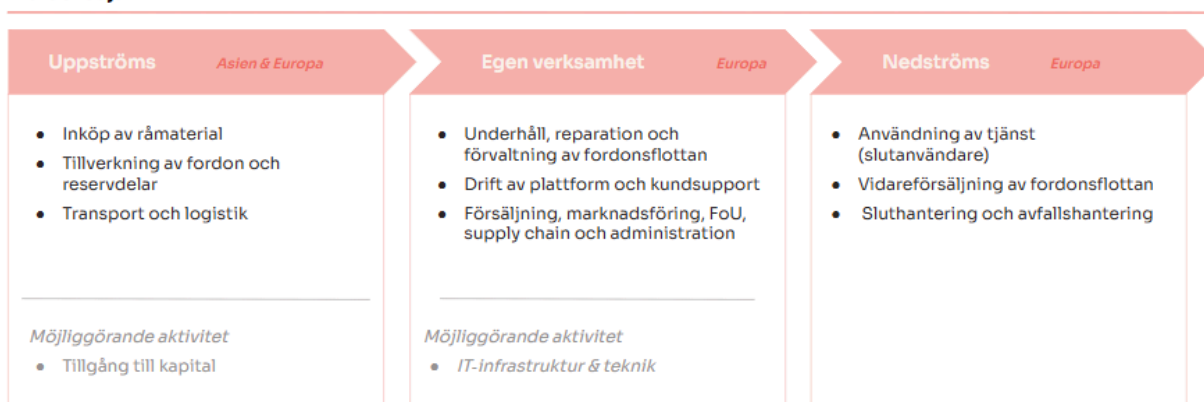 Uppströms
Asien & Europa
Egen verksamhet
Europa
Nedströms
Europa
● Inköp av råmaterial
● Tillverkning av fordon och
reservdelar
● Transport och logistik
Möjliggörande aktivitet
● Tillgång till kapital
● Underhåll, reparation och
förvaltning av fordonsflottan
● Drift av plattform och kundsupport
● Försäljning, marknadsföring, FoU,
supply chain och administration
Möjliggörande aktivitet
● IT-infrastruktur & teknik
● Användning av tjänst
(slutanvändare)
● Vidareförsäljning av fordonsflottan
● Sluthantering och avfallshantering